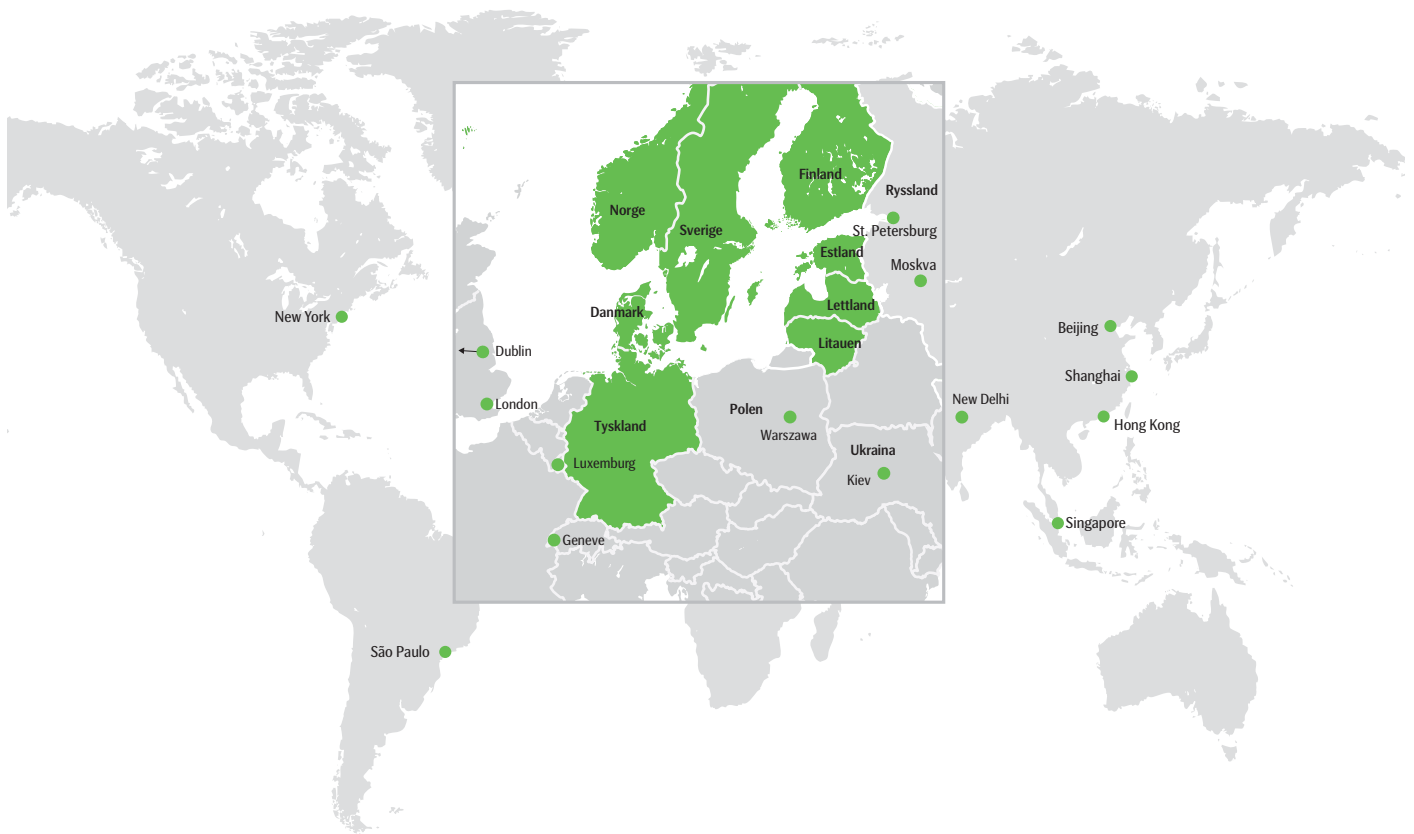 Finland
Ryssland
Norge
Sverige
St. Petersburg
Estland
Moskva
Lettland
Danmark
New York
Beijing
Litauen
Dublin
Shanghai
New Delhi
London
Polen
Hong Kong
Tyskland
Warszawa
Ukraina
Luxemburg
Kiev
Singapore
Geneve
São Paulo